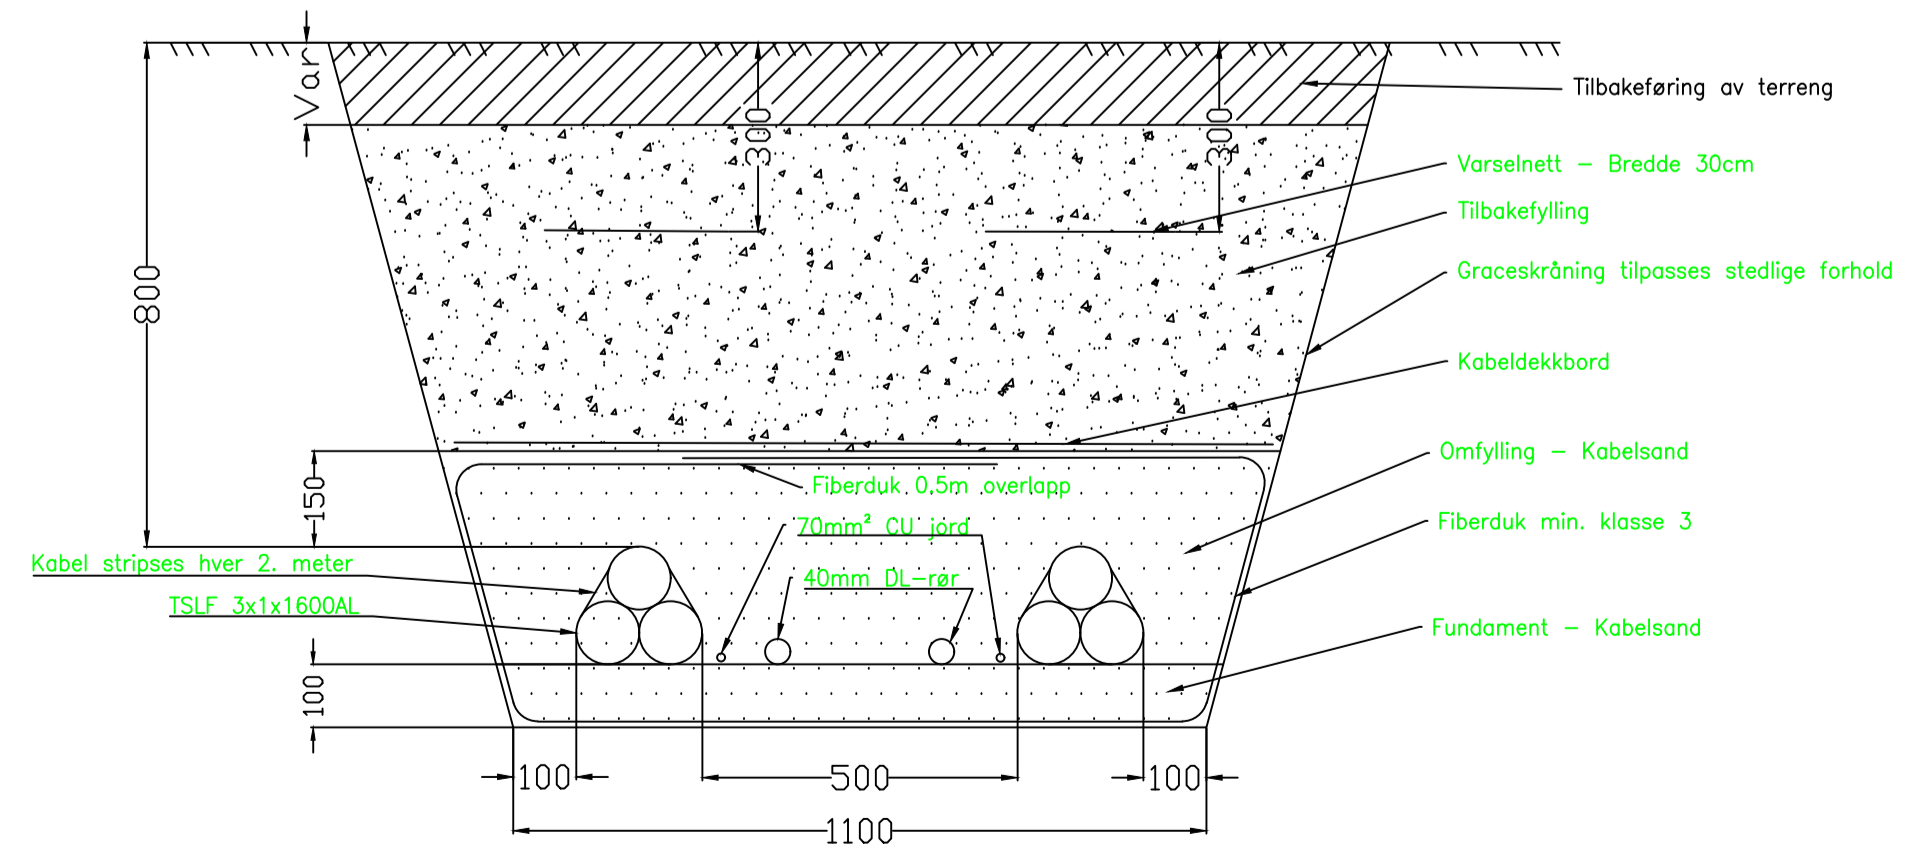 Var
300
300
Tilbakeføring av terreng
Varselnett - Bredde 30cm
Tilbakefylling
Graceskråning tilpasses stedlige forhold
800
Kabeldekkbord
Omfylling - Kabelsand
150
Fiberduk 0,5m overlapp
70mm² CU jord
Fiberduk min. klasse 3
Kabel stripses hver 2. meter
40mm DL-rør
TSLF 3x1x1600AL
Fundament - Kabelsand
100
100
500
100
1100